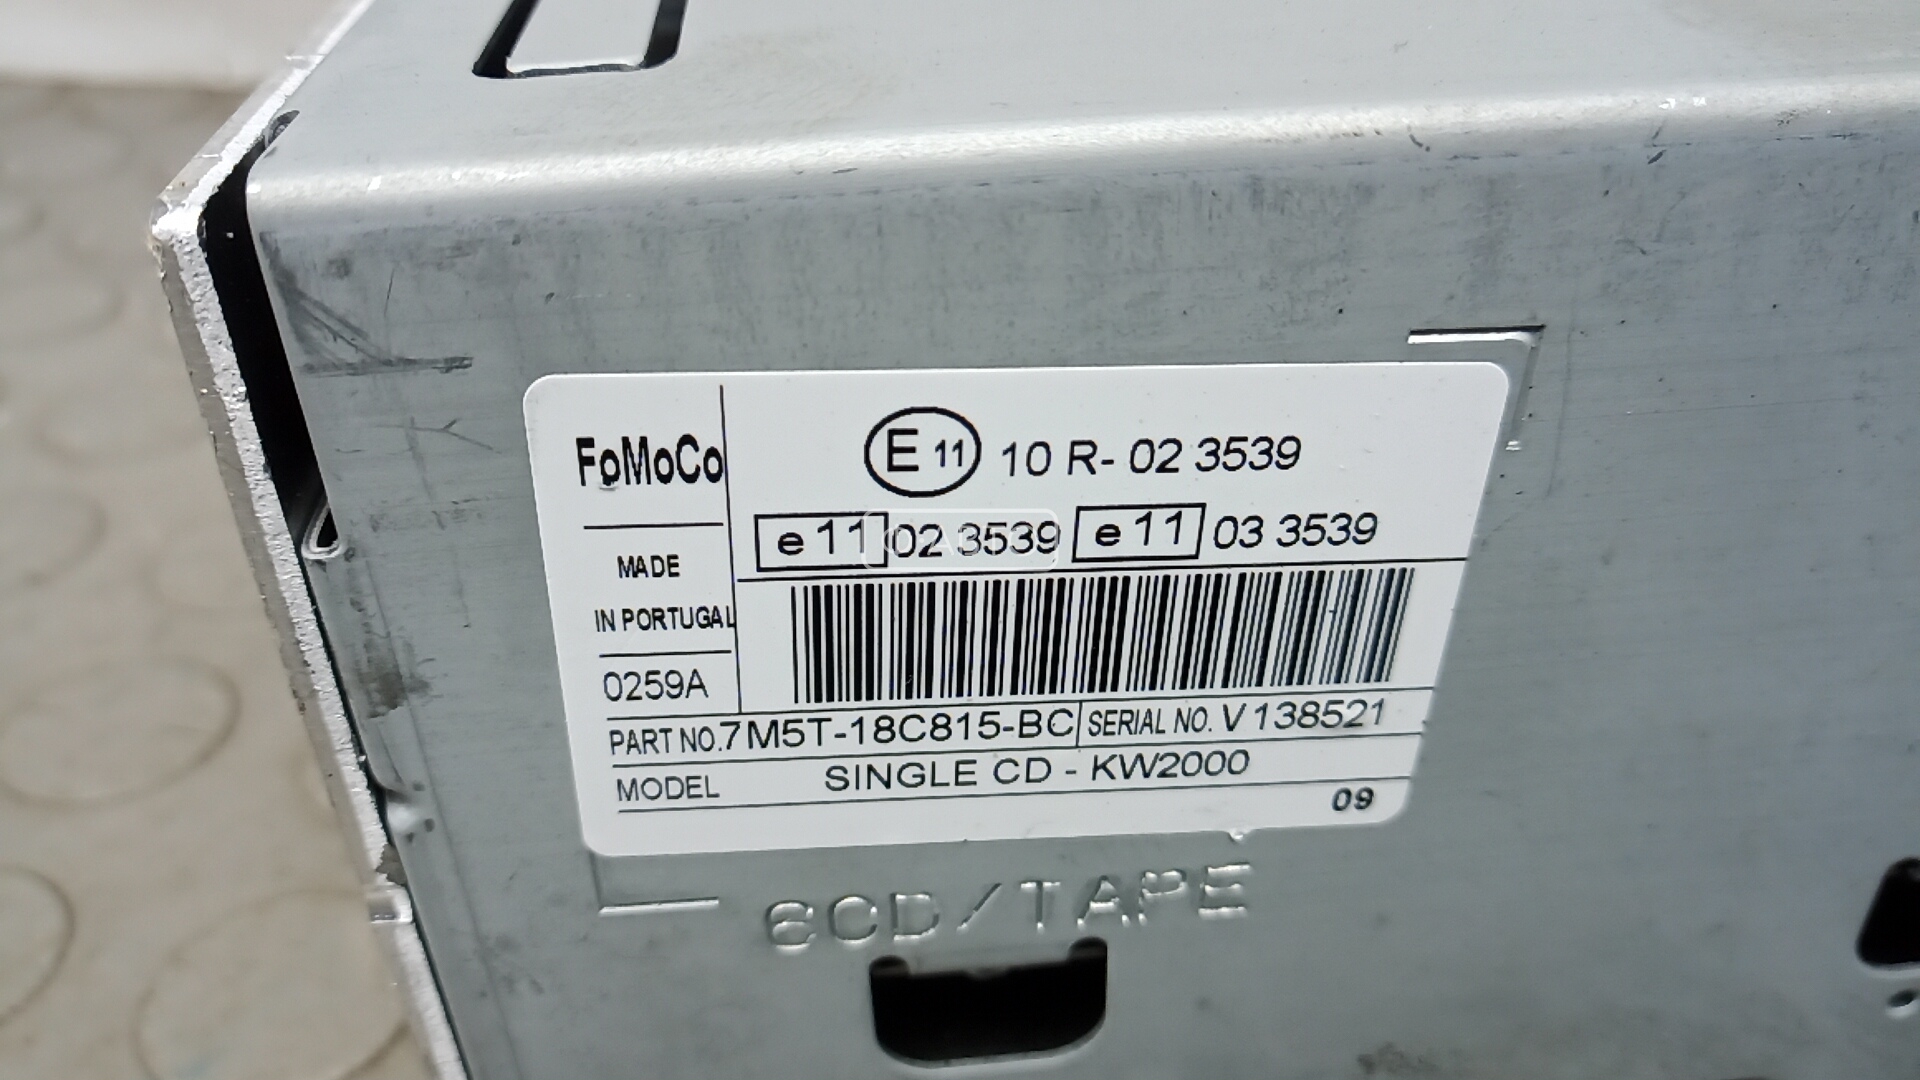 FoMoCo
MADE
IN PORTUGAL
0259A
E 11 10 R- 02 3539
e 11 02 3539 e 11 03 3539
PART NO.7M5T-18C815-BC SERIAL NO. V138521
MODEL SINGLE CD - KW2000
09
6CD/TAPE